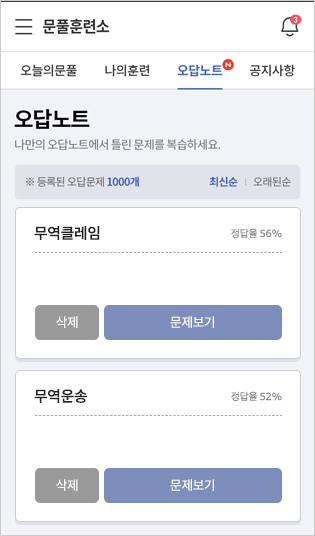 문풀훈련소
3
오늘의문풀 나의훈련 오답노트 N 공지사항
오답노트
나만의 오답노트에서 틀린 문제를 복습하세요.
※ 등록된 오답문제 1000개 최신순 | 오래된순
무역클레임 정답율 56%
삭제 문제보기
무역운송 정답율 52%
삭제 문제보기